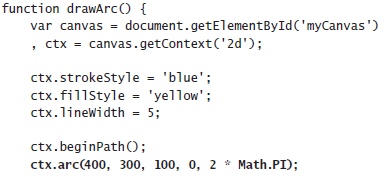 function drawArc() {
    var canvas = document.getElementById('myCanvas')
    , ctx = canvas.getContext('2d');
    ctx.strokeStyle = 'blue';
    ctx.fillStyle = 'yellow';
    ctx.lineWidth = 5;
    ctx.beginPath();
    ctx.arc(400, 300, 100, 0, 2 * Math.PI);